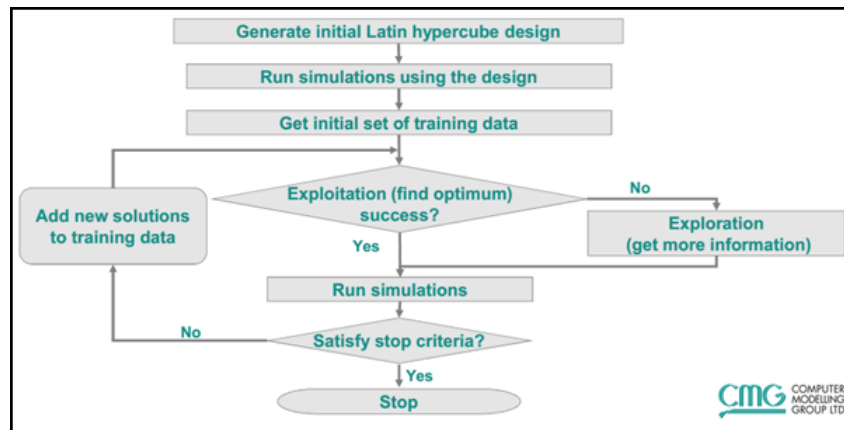 Generate initial Latin hypercube design
Run simulations using the design
Get initial set of training data
Exploitation (find optimum)
success?
No
Exploration
(get more information)
Add new solutions
to training data
Yes
Run simulations
No
Satisfy stop criteria?
Yes
Stop
CMG
COMPUTER
MODELLING
GROUP LTD